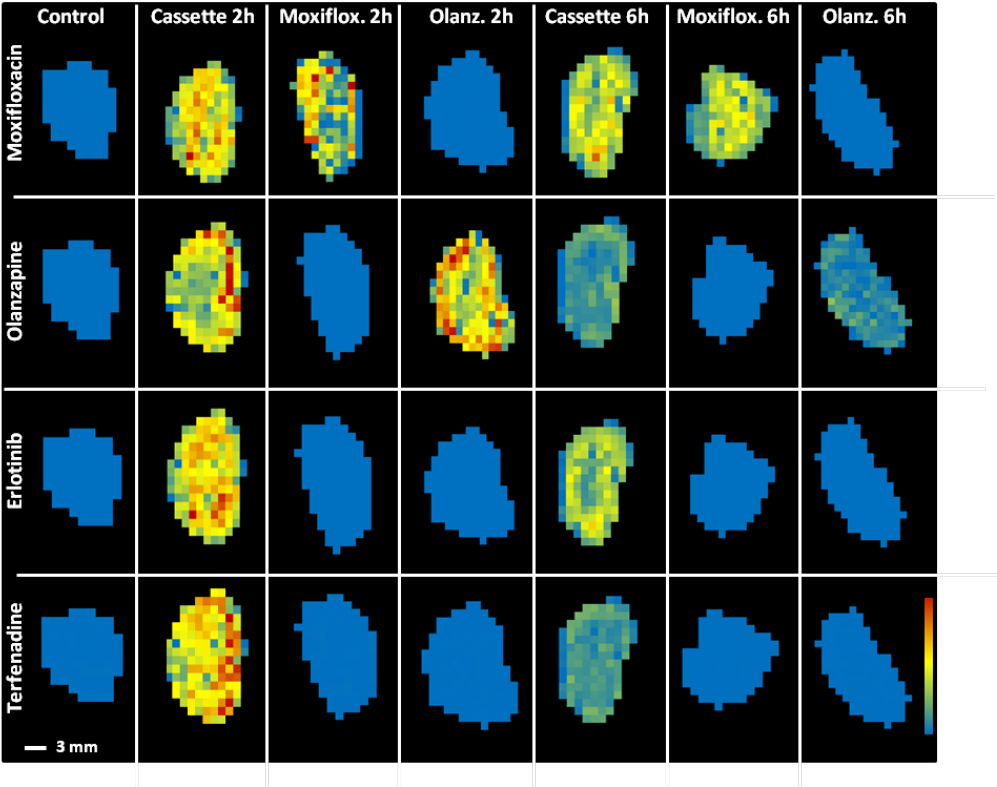 Control Cassette 2h Moxiflox. 2h Olanz. 2h Cassette 6h Moxiflox. 6h Olanz. 6h
Moxifloxacin
Olanzapine
Erlotinib
Terfenadine
3 mm